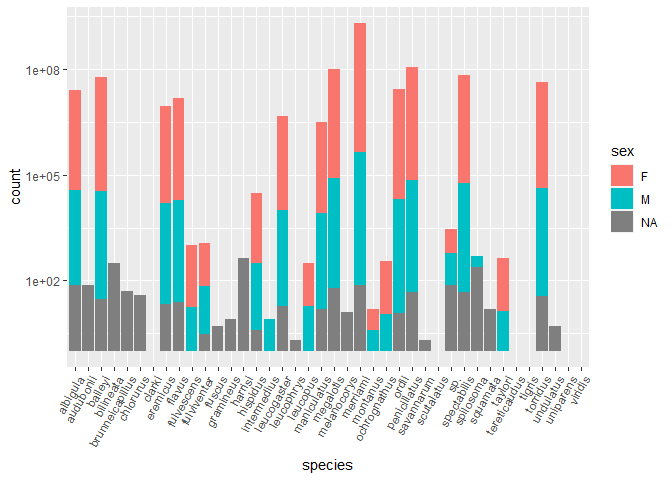 1e+08
1e+05
1e+02
count
albigula
audubonii
baileyi
bilineata
brunneicapillus
chlorurus
clarki
eremicus
flavus
fulvescens
fulviventer
fuscus
gramineus
harrisi
hispidus
intermedius
leucogaster
leucophrys
leucopus
maniculatus
megalotis
melanocorys
merriami
montanus
ochrognathus
ordii
penicillatus
savannarum
scutalatus
sp.
spectabilis
spilosoma
squamata
taylori
tereticaudus
tigris
torridus
undulatus
uniparens
viridis
species
sex
F
M
NA